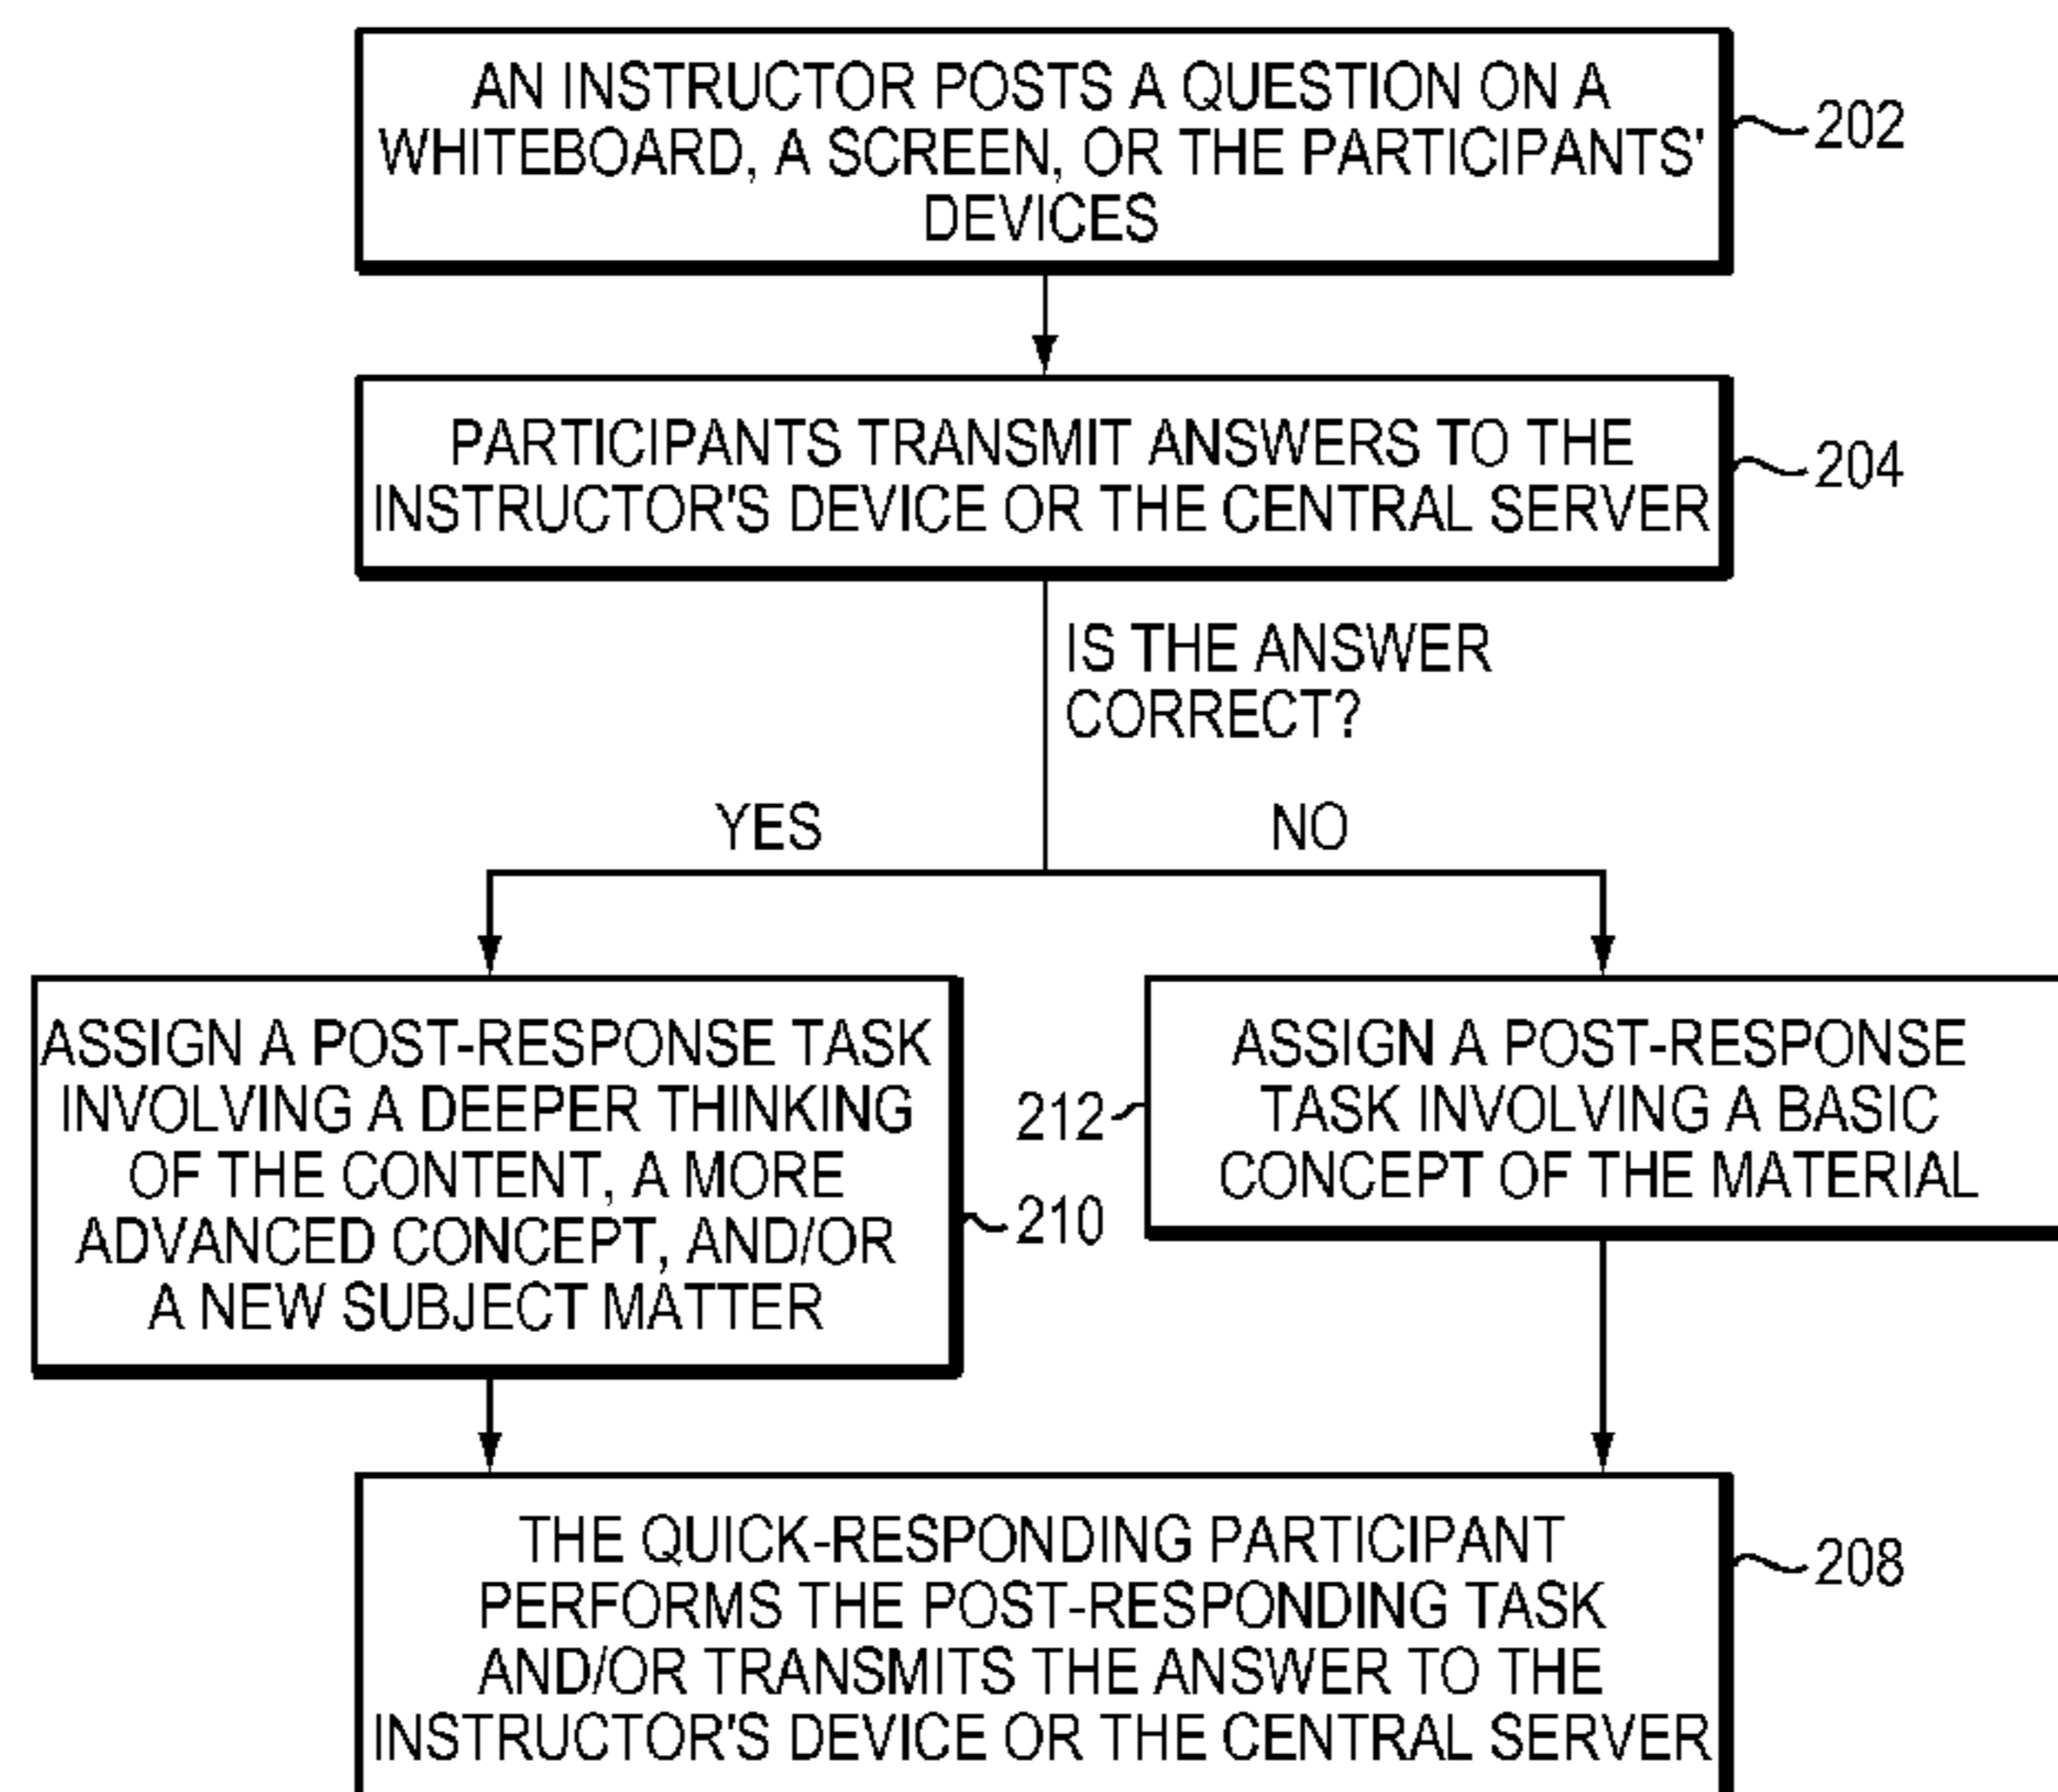 AN INSTRUCTOR POSTS A QUESTION ON A
WHITEBOARD, A SCREEN, OR THE PARTICIPANTS'
DEVICES
202
PARTICIPANTS TRANSMIT ANSWERS TO THE
INSTRUCTOR'S DEVICE OR THE CENTRAL SERVER
204
IS THE ANSWER
CORRECT?
YES
NO
ASSIGN A POST-RESPONSE TASK
INVOLVING A DEEPER THINKING
OF THE CONTENT, A MORE
ADVANCED CONCEPT, AND/OR
A NEW SUBJECT MATTER
210
212
ASSIGN A POST-RESPONSE
TASK INVOLVING A BASIC
CONCEPT OF THE MATERIAL
THE QUICK-RESPONDING PARTICIPANT
PERFORMS THE POST-RESPONDING TASK
AND/OR TRANSMITS THE ANSWER TO THE
INSTRUCTOR'S DEVICE OR THE CENTRAL SERVER
208